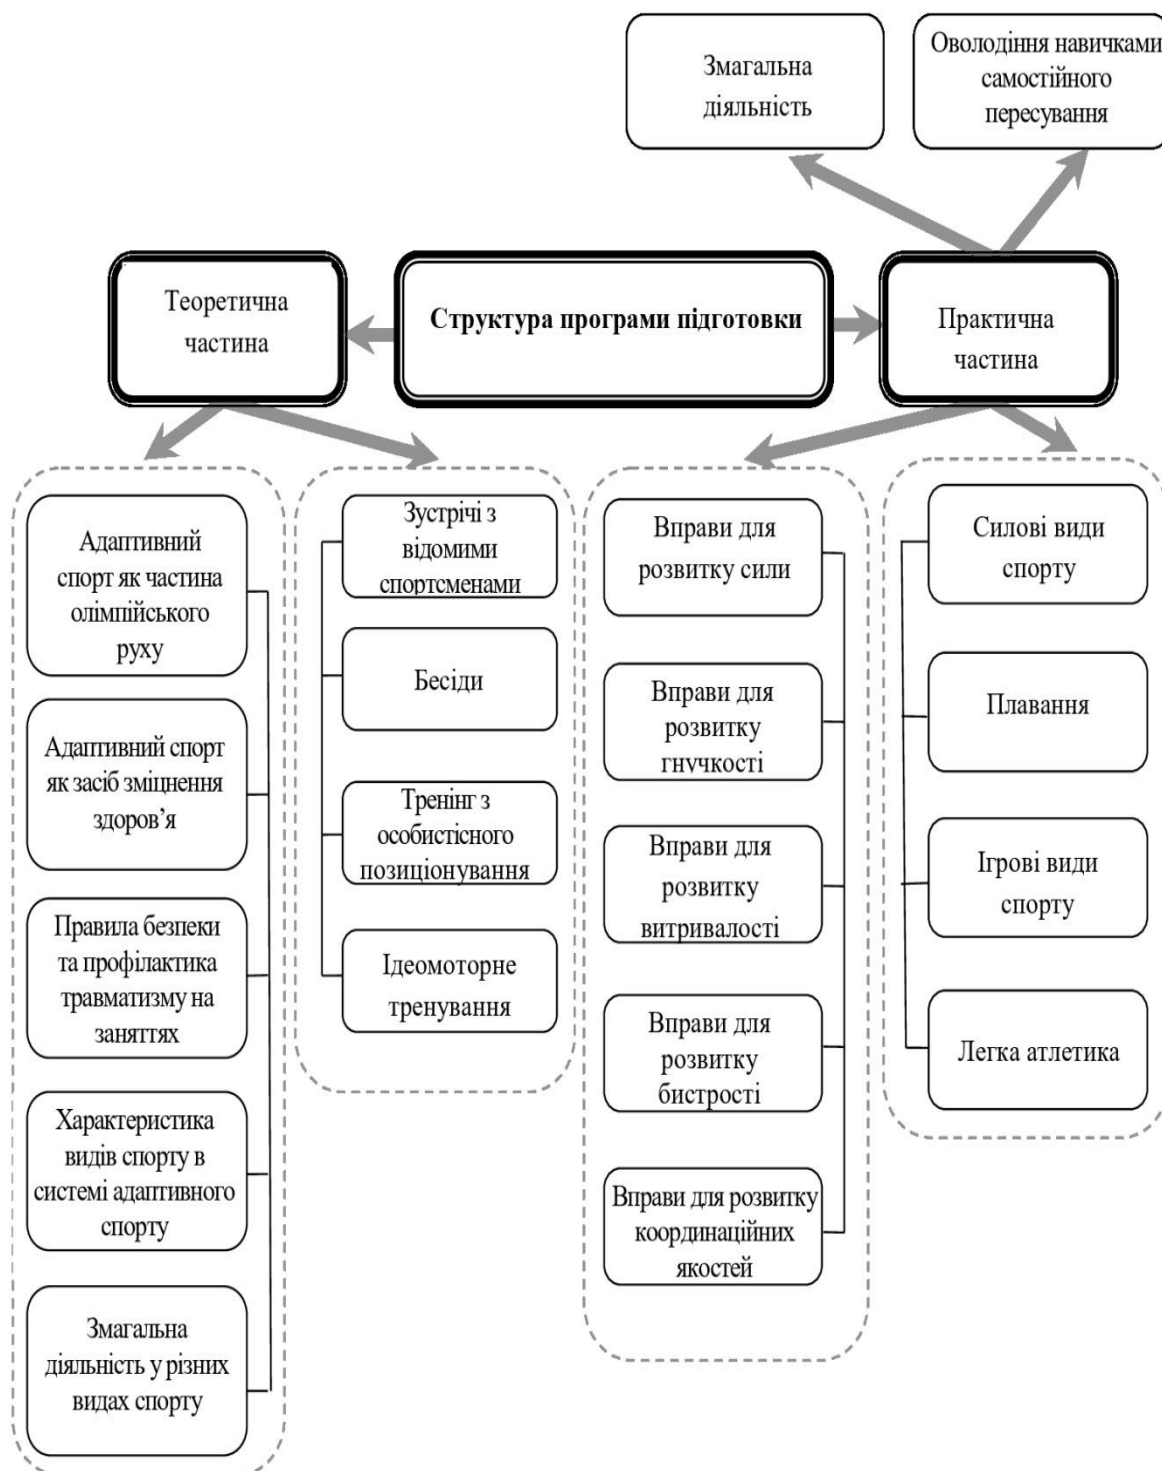 Змагальна
діяльність
Оволодіння навичками
самостійного
пересування
Теоретична
частина
Структура програми підготовки
Практична
частина
Адаптивний
спорт як частина
олімпійського
руху
Адаптивний спорт
як засіб зміцнення
здоров’я
Правила безпеки
та профілактика
травматизму на
заняттях
Характеристика
видів спорту в
системі адаптивного
спорту
Змагальна
діяльність у різних
видах спорту
Зустрічі з
відомими
спортсменами
Бесіди
Тренінг з
особистісного
позиціонування
Ідеомоторне
тренування
Вправи для
розвитку сили
Вправи для
розвитку
гнучкості
Вправи для
розвитку
витривалості
Вправи для
розвитку
бистрості
Вправи для розвитку
координаційних
якостей
Силові види
спорту
Плавання
Ігрові види
спорту
Легка атлетика